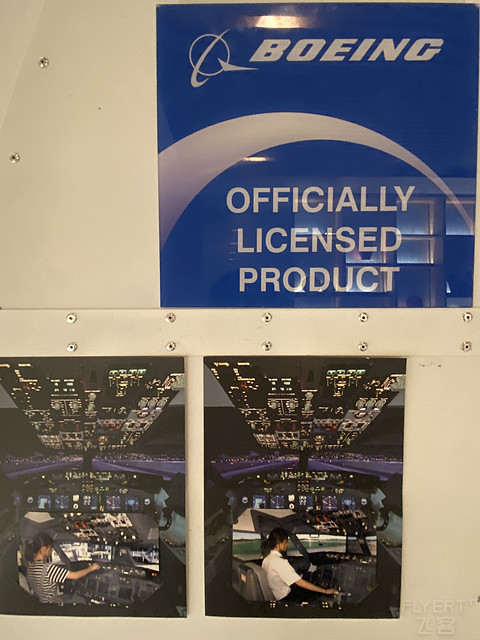 BOEING
OFFICIALLY
LICENSED
PRODUCT
FLYERT
飞客